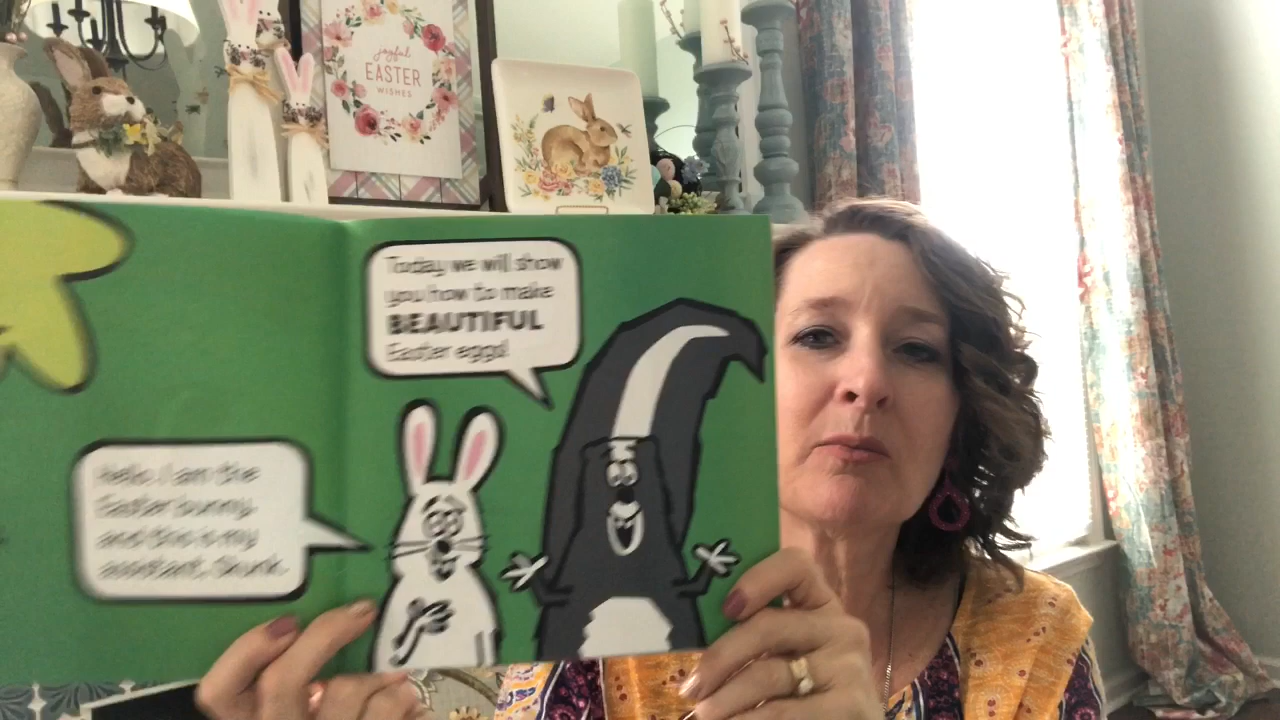 joyful
EASTER
WISHES
Today we will show
you how to make
BEAUTIFUL
Easter eggs!
Hello. I am the
Easter bunny,
and this is my
assistant, Skunk.